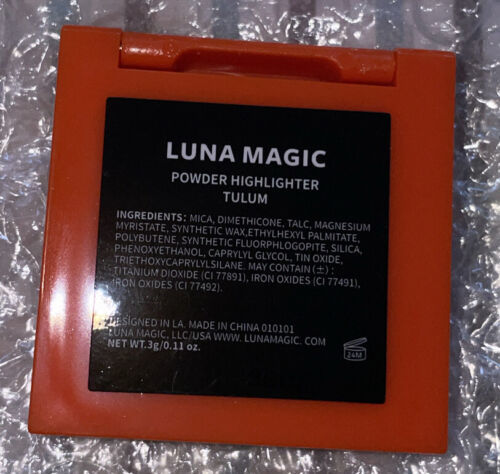 LUNA MAGIC
POWDER HIGHLIGHTER
TULUM
INGREDIENTS: MICA, DIMETHICONE, TALC, MAGNESIUM
MYRISTATE, SYNTHETIC WAX,ETHYLHEXYL PALMITATE,
POLYBUTENE, SYNTHETIC FLUORPHLOGOPITE, SILICA,
PHENOXYETHANOL, CAPRYLYL GLYCOL, TIN OXIDE,
TRIETHOXYCAPRYLYLSILANE. MAY CONTAIN (±) :
TITANIUM DIOXIDE (CI 77891), IRON OXIDES (CI 77491),
IRON OXIDES (CI 77492).
DESIGNED IN LA. MADE IN CHINA 010101
LUNA MAGIC, LLC/USA WWW. LUNAMAGIC. COM
NET WT.3g/0.11 oz.
24M